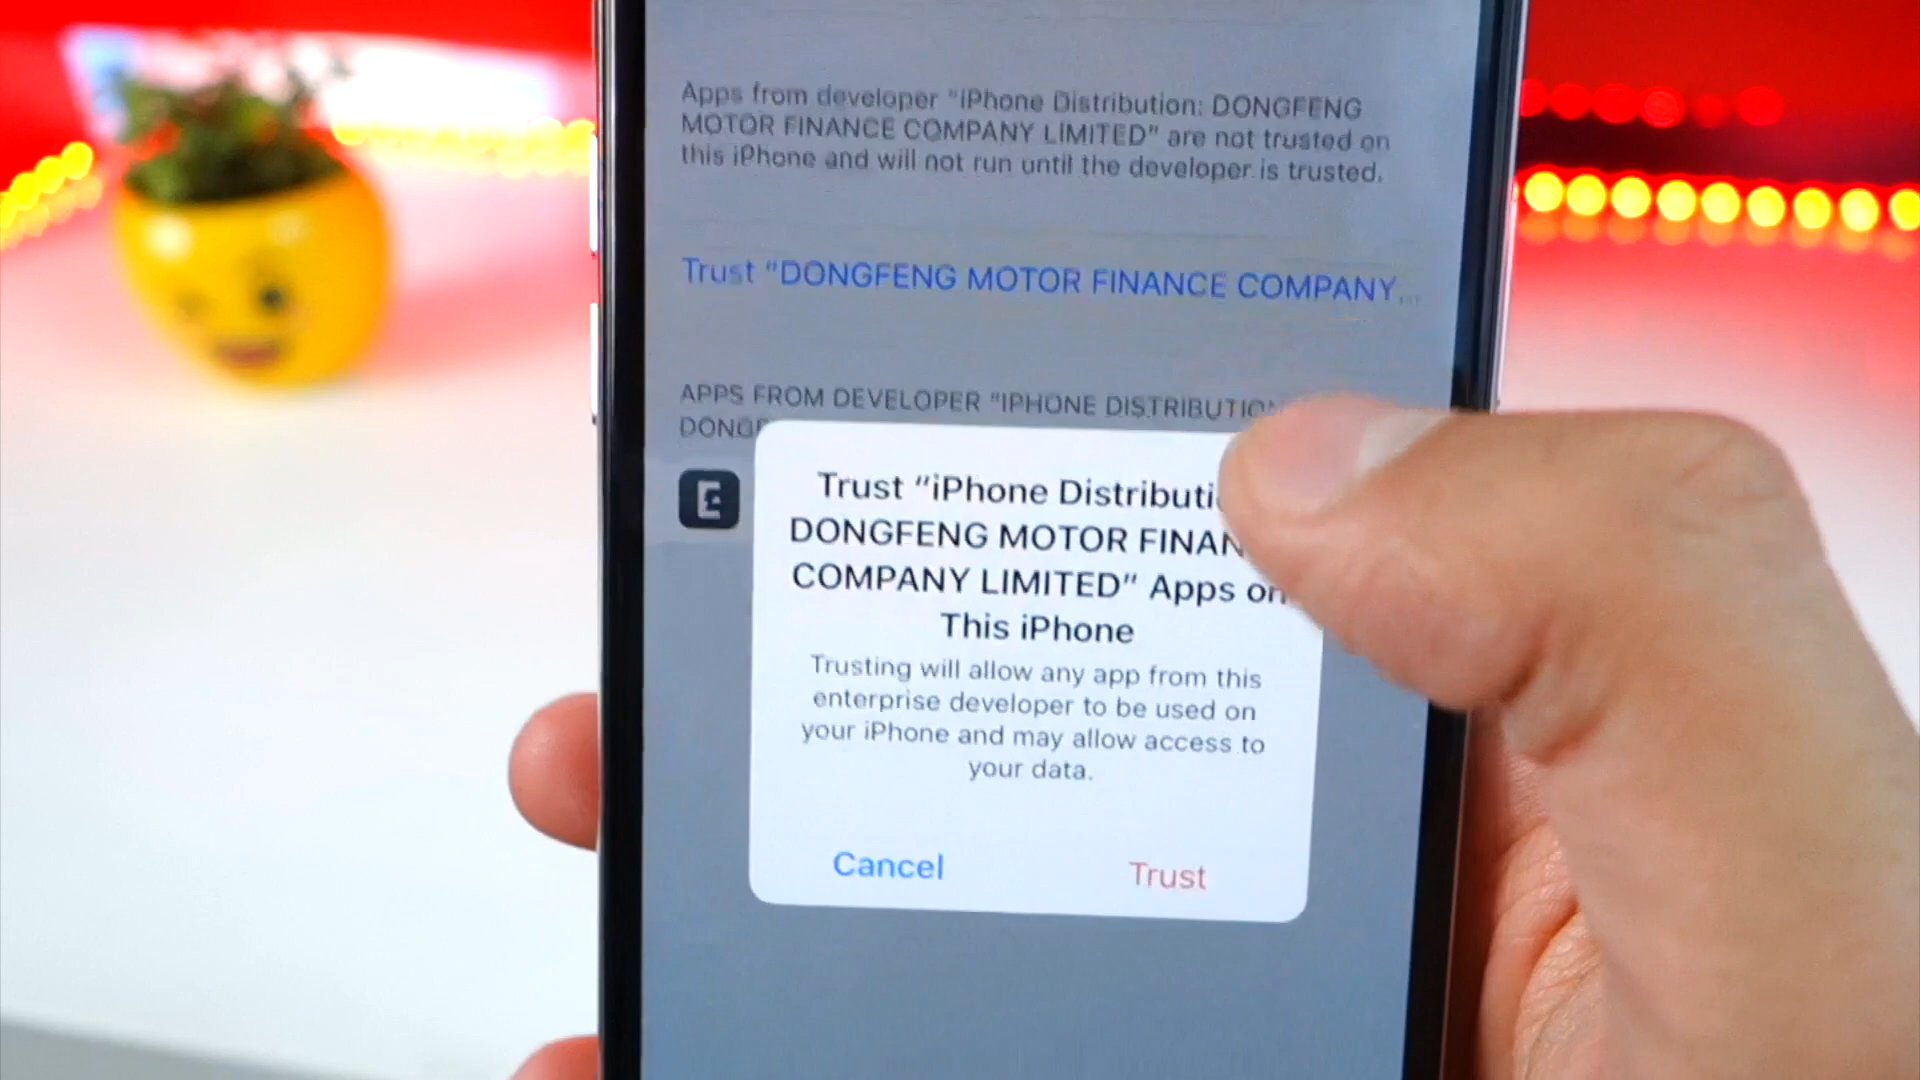 Apps from developer "iPhone Distribution: DONGFENG
MOTOR FINANCE COMPANY LIMITED" are not trusted on
this iPhone and will not run until the developer is trusted.
Trust "DONGFENG MOTOR FINANCE COMPANY...
APPS FROM DEVELOPER "IPHONE DISTRIBUTION
DONGF
Trust "iPhone Distributi
DONGFENG MOTOR FINAN
COMPANY LIMITED" Apps on
This iPhone
Trusting will allow any app from this
enterprise developer to be used on
your iPhone and may allow access to
your data.
Cancel
Trust